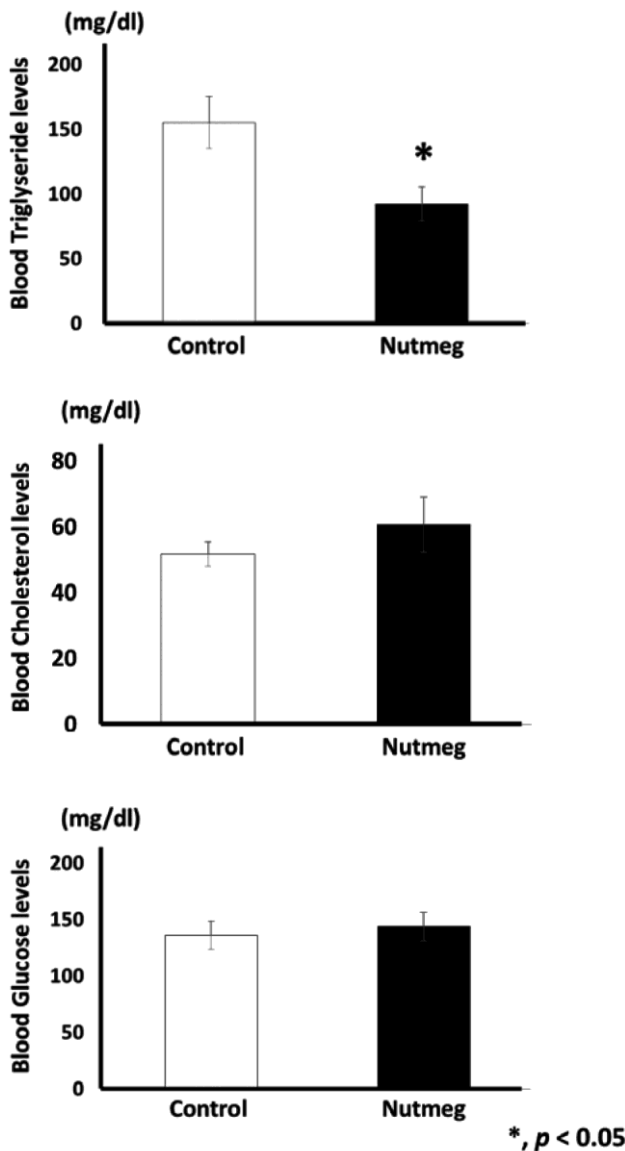 (mg/dl)
Blood Triglyseride levels
200
150
100
50
0
*
Control Nutmeg
(mg/dl)
Blood Cholesterol levels
80
60
40
20
0
Control Nutmeg
(mg/dl)
Blood Glucose levels
200
150
100
50
0
Control Nutmeg
*, p < 0.05